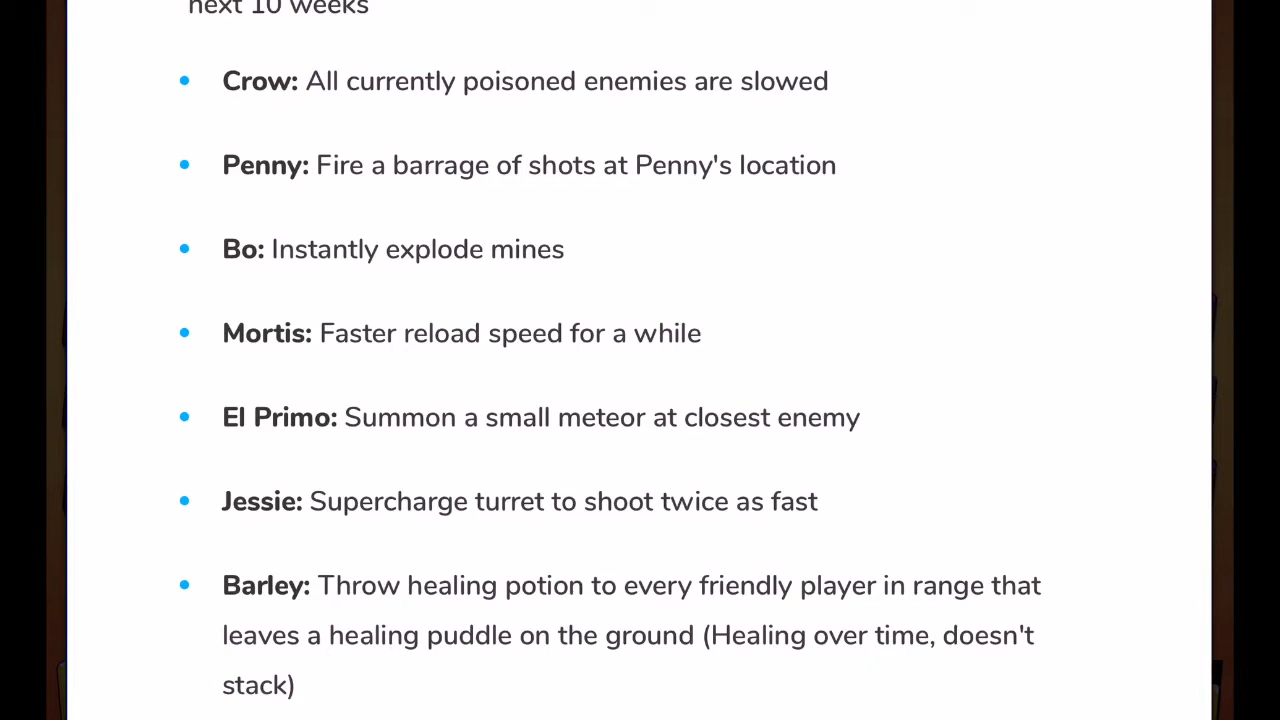 next 10 weeks
Crow: All currently poisoned enemies are slowed
Penny: Fire a barrage of shots at Penny's location
Bo: Instantly explode mines
Mortis: Faster reload speed for a while
El Primo: Summon a small meteor at closest enemy
Jessie: Supercharge turret to shoot twice as fast
Barley: Throw healing potion to every friendly player in range that
leaves a healing puddle on the ground (Healing over time, doesn't
stack)